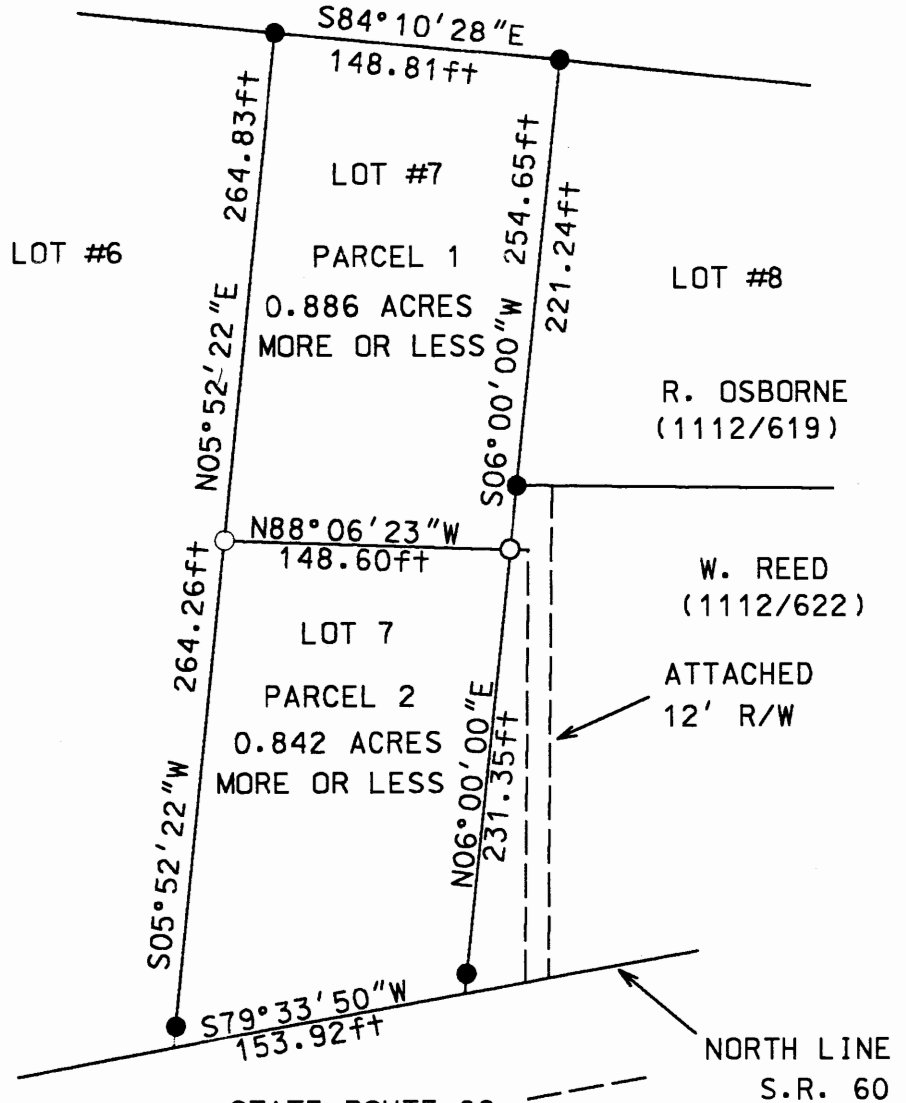 S84°10'28"E
148.81ft
264.83ft
N05°52'22"E
LOT #7
PARCEL 1
0.886 ACRES
MORE OR LESS
254.65ft
S06°00'00"W
221.24ft
LOT #6
LOT #8
R. OSBORNE
(1112/619)
N88°06'23"W
148.60ft
W. REED
(1112/622)
ATTACHED
12' R/W
264.26ft
S05°52'22"W
LOT 7
PARCEL 2
0.842 ACRES
MORE OR LESS
N06°00'00"E
231.35ft
S79°33'50"W
153.92ft
NORTH LINE
S.R. 60
STATE ROUTE